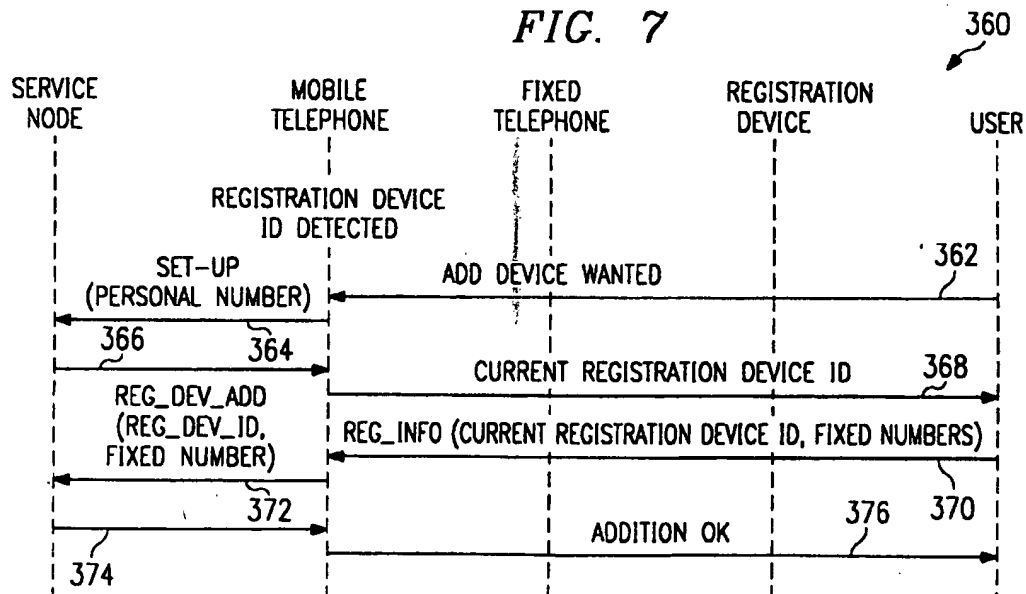 FIG. 7
360
SERVICE NODE
MOBILE TELEPHONE
FIXED TELEPHONE
REGISTRATION DEVICE
USER
REGISTRATION DEVICE
ID DETECTED
SET-UP
(PERSONAL NUMBER)
ADD DEVICE WANTED
362
364
366
CURRENT REGISTRATION DEVICE ID
368
REG_DEV_ADD
(REG_DEV_ID,
FIXED NUMBER)
REG_INFO (CURRENT REGISTRATION DEVICE ID, FIXED NUMBERS)
370
372
374
ADDITION OK
376